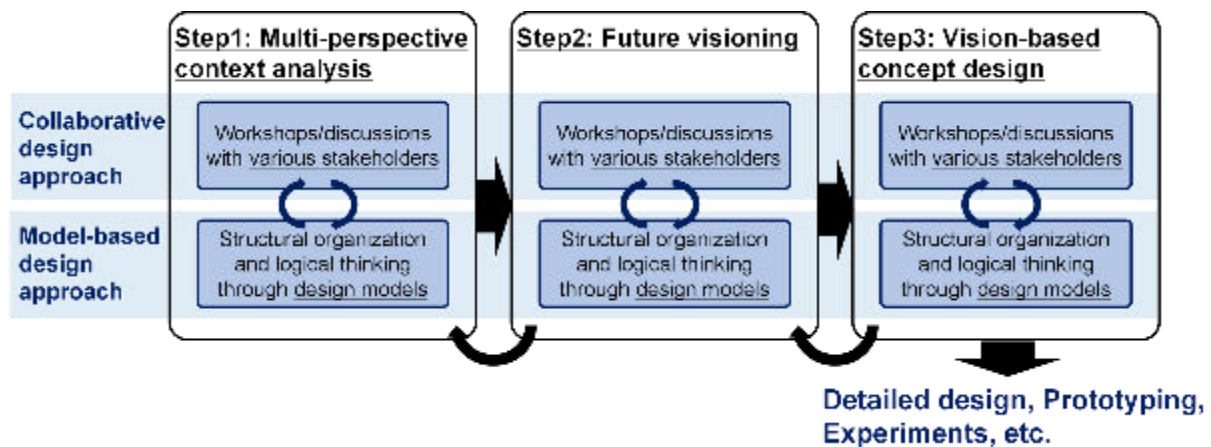 Step1: Multi-perspective
context analysis
Step2: Future visioning
Step3: Vision-based
concept design
Collaborative
design
approach
Workshops/discussions
with various stakeholders
Workshops/discussions
with various stakeholders
Workshops/discussions
with various stakeholders
Model-based
design
approach
Structural organization
and logical thinking
through design models
Structural organization
and logical thinking
through design models
Structural organization
and logical thinking
through design models
Detailed design, Prototyping,
Experiments, etc.